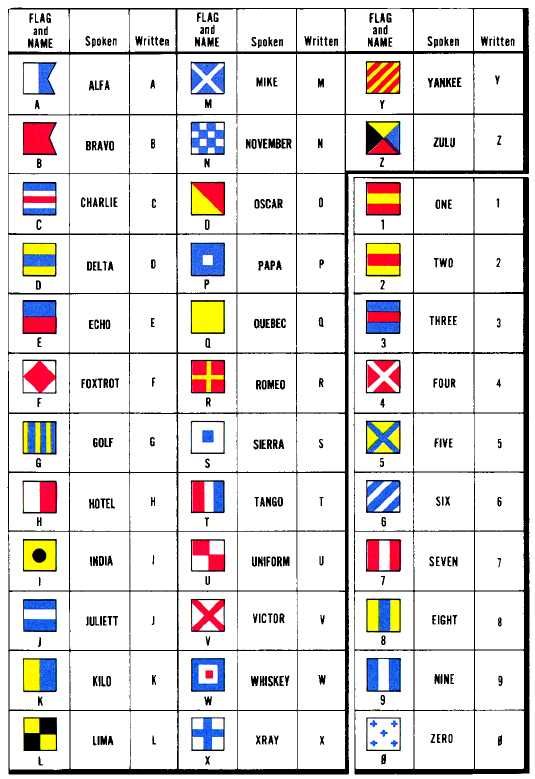 FLAG and NAME Spoken Written FLAG and NAME Spoken Written FLAG and NAME Spoken Written
A ALFA A M MIKE M Y YANKEE Y
B BRAVO B N NOVEMBER N Z ZULU Z
C CHARLIE C O OSCAR O 1 ONE 1
D DELTA D P PAPA P 2 TWO 2
E ECHO E Q QUEBEC Q 3 THREE 3
F FOXTROT F R ROMEO R 4 FOUR 4
G GOLF G S SIERRA S 5 FIVE 5
H HOTEL H T TANGO T 6 SIX 6
I INDIA I U UNIFORM U 7 SEVEN 7
J JULIETT J V VICTOR V 8 EIGHT 8
K KILO K W WHISKEY W 9 NINE 9
L LIMA L X XRAY X Ø ZERO Ø